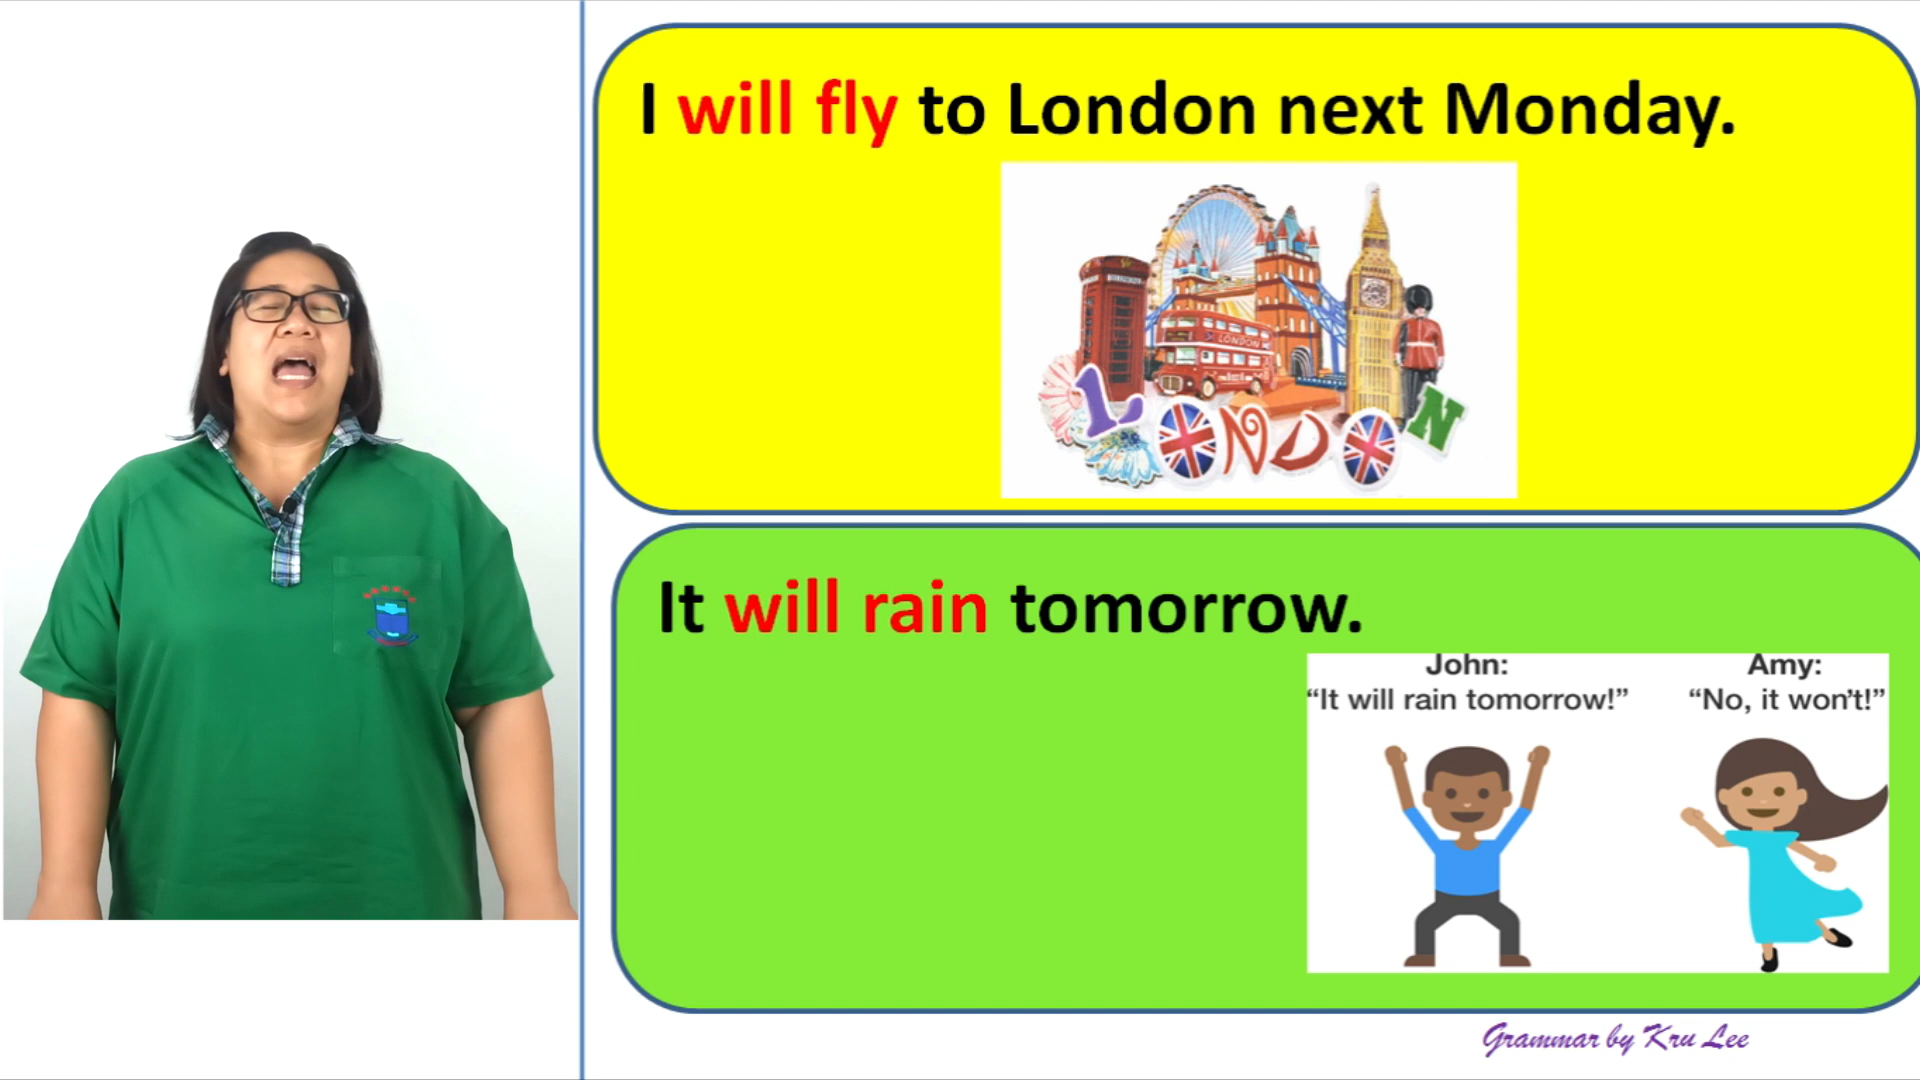 I will fly to London next Monday.
LONDON
LONDON
It will rain tomorrow.
John:
“It will rain tomorrow!”
Amy:
“No, it won’t!”
Grammar by Kru Lee